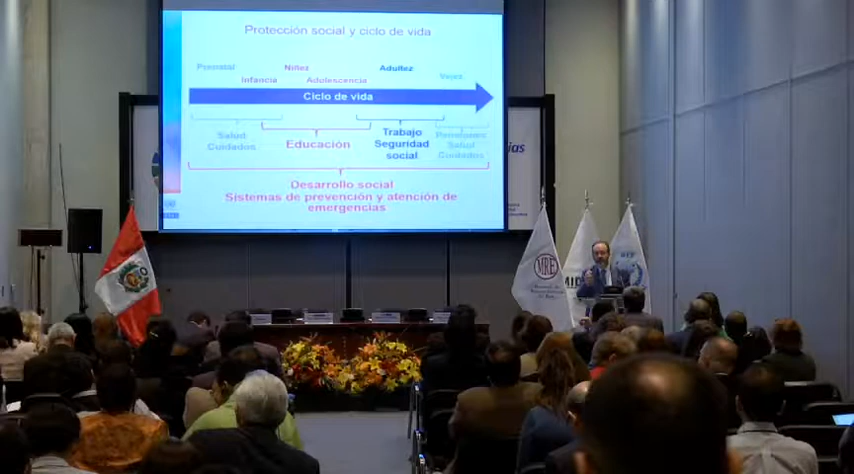 Protección social y ciclo de vida
Prenatal
Niñez
Adultez
Infancia
Adolescencia
Vejez
Ciclo de vida
Salud
Cuidados
Educación
Trabajo
Seguridad
social
Pensiones
Salud
Cuidados
Desarrollo social
Sistemas de prevención y atención de
emergencias
MRE